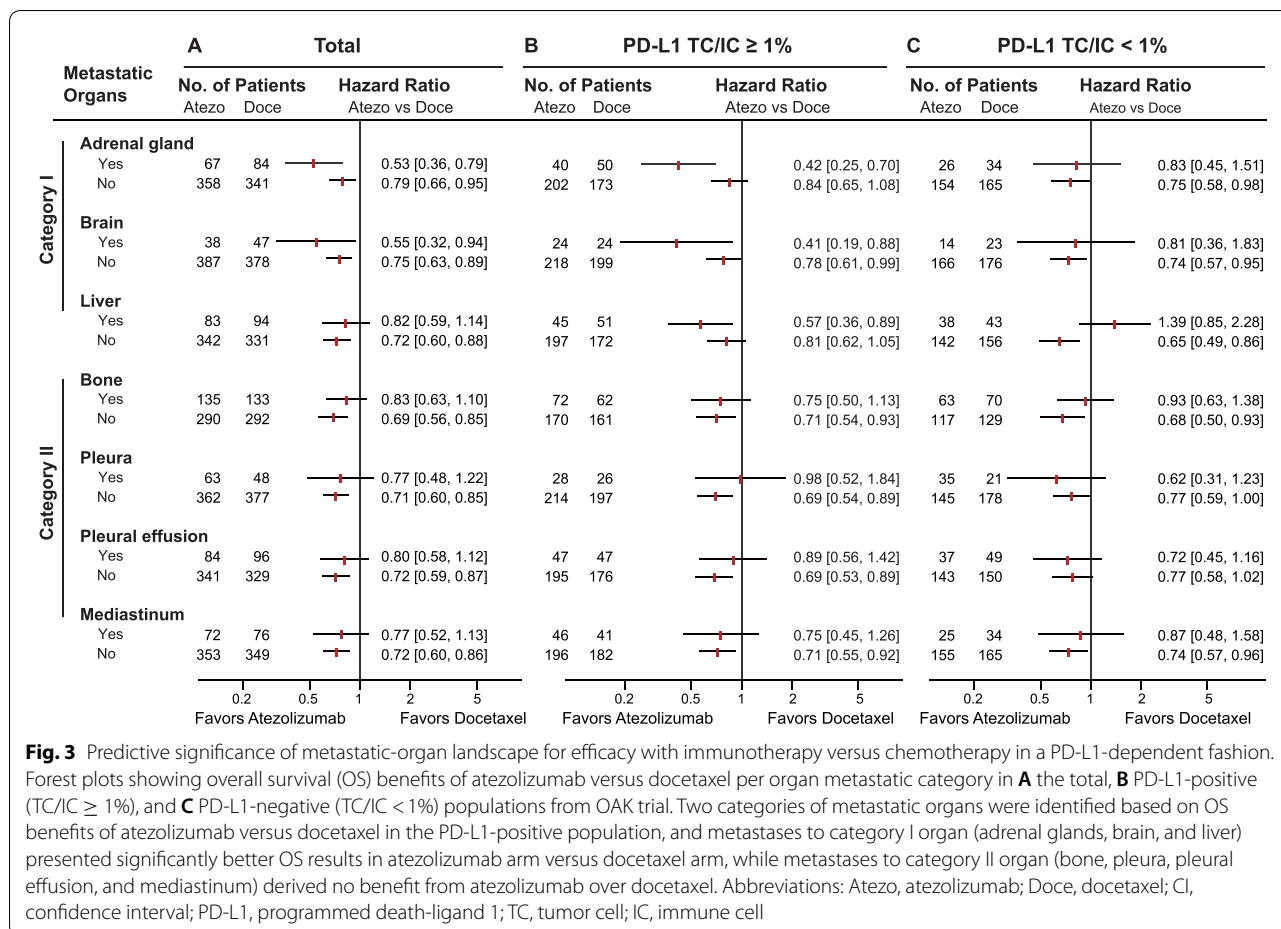 A Total B PD-L1 TC/IC ≥ 1% C PD-L1 TC/IC < 1%
Metastatic Organs No. of Patients Hazard Ratio No. of Patients Hazard Ratio No. of Patients Hazard Ratio
Atezo Doce Atezo vs Doce Atezo Doce Atezo vs Doce Atezo Doce Atezo vs Doce
Category I
Adrenal gland
Yes 67 84 0.53 [0.36, 0.79] 40 50 0.42 [0.25, 0.70] 26 34 0.83 [0.45, 1.51]
No 358 341 0.79 [0.66, 0.95] 202 173 0.84 [0.65, 1.08] 154 165 0.75 [0.58, 0.98]
Brain
Yes 38 47 0.55 [0.32, 0.94] 24 24 0.41 [0.19, 0.88] 14 23 0.81 [0.36, 1.83]
No 387 378 0.75 [0.63, 0.89] 218 199 0.78 [0.61, 0.99] 166 176 0.74 [0.57, 0.95]
Liver
Yes 83 94 0.82 [0.59, 1.14] 45 51 0.57 [0.36, 0.89] 38 43 1.39 [0.85, 2.28]
No 342 331 0.72 [0.60, 0.88] 197 172 0.81 [0.62, 1.05] 142 156 0.65 [0.49, 0.86]
Category II
Bone
Yes 135 133 0.83 [0.63, 1.10] 72 62 0.75 [0.50, 1.13] 63 70 0.93 [0.63, 1.38]
No 290 292 0.69 [0.56, 0.85] 170 161 0.71 [0.54, 0.93] 117 129 0.68 [0.50, 0.93]
Pleura
Yes 63 48 0.77 [0.48, 1.22] 28 26 0.98 [0.52, 1.84] 35 21 0.62 [0.31, 1.23]
No 362 377 0.71 [0.60, 0.85] 214 197 0.69 [0.54, 0.89] 145 178 0.77 [0.59, 1.00]
Pleural effusion
Yes 84 96 0.80 [0.58, 1.12] 47 47 0.89 [0.56, 1.42] 37 49 0.72 [0.45, 1.16]
No 341 329 0.72 [0.59, 0.87] 195 176 0.69 [0.53, 0.89] 143 150 0.77 [0.58, 1.02]
Mediastinum
Yes 72 76 0.77 [0.52, 1.13] 46 41 0.75 [0.45, 1.26] 25 34 0.87 [0.48, 1.58]
No 353 349 0.72 [0.60, 0.86] 196 182 0.71 [0.55, 0.92] 155 165 0.74 [0.57, 0.96]
0.2 0.5 1 2 5 0.2 0.5 1 2 5 0.2 0.5 1 2 5
Favors Atezolizumab Favors Docetaxel Favors Atezolizumab Favors Docetaxel Favors Atezolizumab Favors Docetaxel
Fig. 3 Predictive significance of metastatic-organ landscape for efficacy with immunotherapy versus chemotherapy in a PD-L1-dependent fashion.
Forest plots showing overall survival (OS) benefits of atezolizumab versus docetaxel per organ metastatic category in A the total, B PD-L1-positive
(TC/IC ≥ 1%), and C PD-L1-negative (TC/IC < 1%) populations from OAK trial. Two categories of metastatic organs were identified based on OS
benefits of atezolizumab versus docetaxel in the PD-L1-positive population, and metastases to category I organ (adrenal glands, brain, and liver)
presented significantly better OS results in atezolizumab arm versus docetaxel arm, while metastases to category II organ (bone, pleura, pleural
effusion, and mediastinum) derived no benefit from atezolizumab over docetaxel. Abbreviations: Atezo, atezolizumab; Doce, docetaxel; CI,
confidence interval; PD-L1, programmed death-ligand 1; TC, tumor cell; IC, immune cell